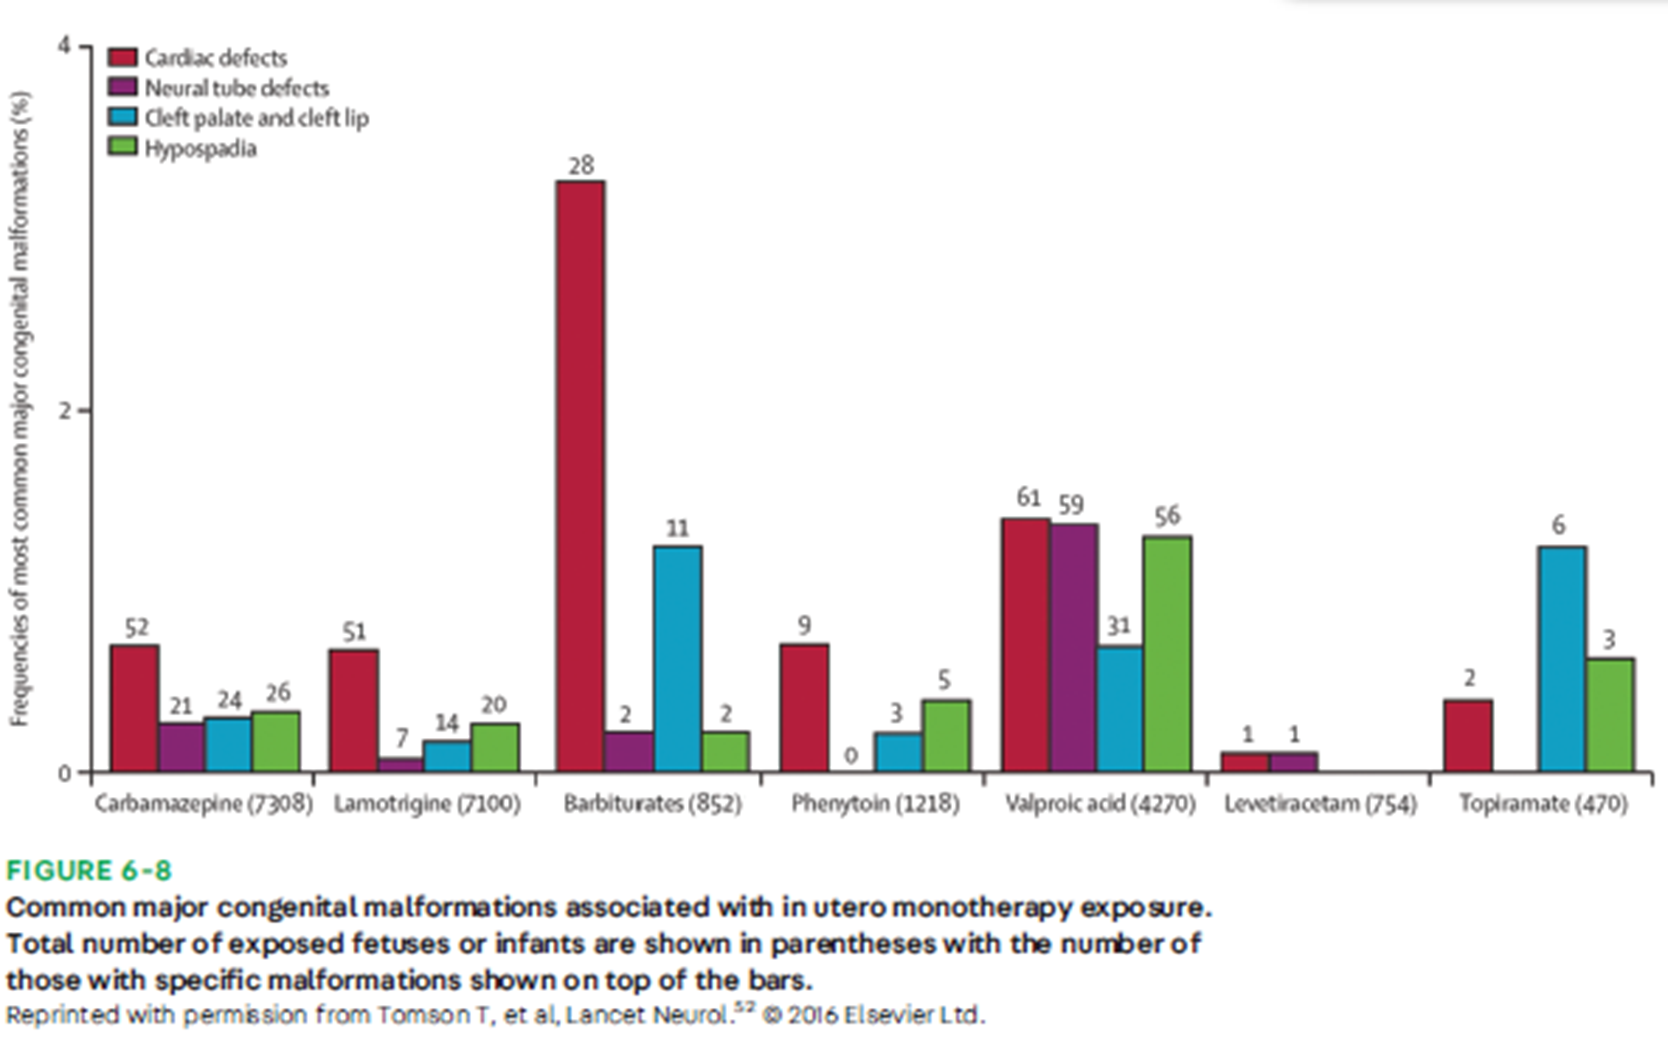 Frequencies of most common major congenital malformations (%)
4
2
0
Cardiac defects
Neural tube defects
Cleft palate and cleft lip
Hypospadia
52
21
24
26
51
7
14
20
28
2
11
2
9
0
3
5
61
59
31
56
1
1
2
6
3
Carbamazepine (7308)
Lamotrigine (7100)
Barbiturates (852)
Phenytoin (1218)
Valproic acid (4270)
Levetiracetam (754)
Topiramate (470)
FIGURE 6-8
Common major congenital malformations associated with in utero monotherapy exposure.
Total number of exposed fetuses or infants are shown in parentheses with the number of
those with specific malformations shown on top of the bars.
Reprinted with permission from Tomson T, et al, Lancet Neurol.⁵² © 2016 Elsevier Ltd.